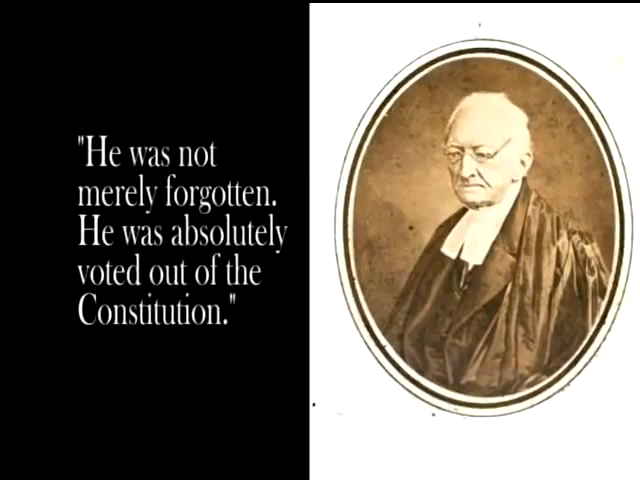 "He was not
merely forgotten.
He was absolutely
voted out of the
Constitution."